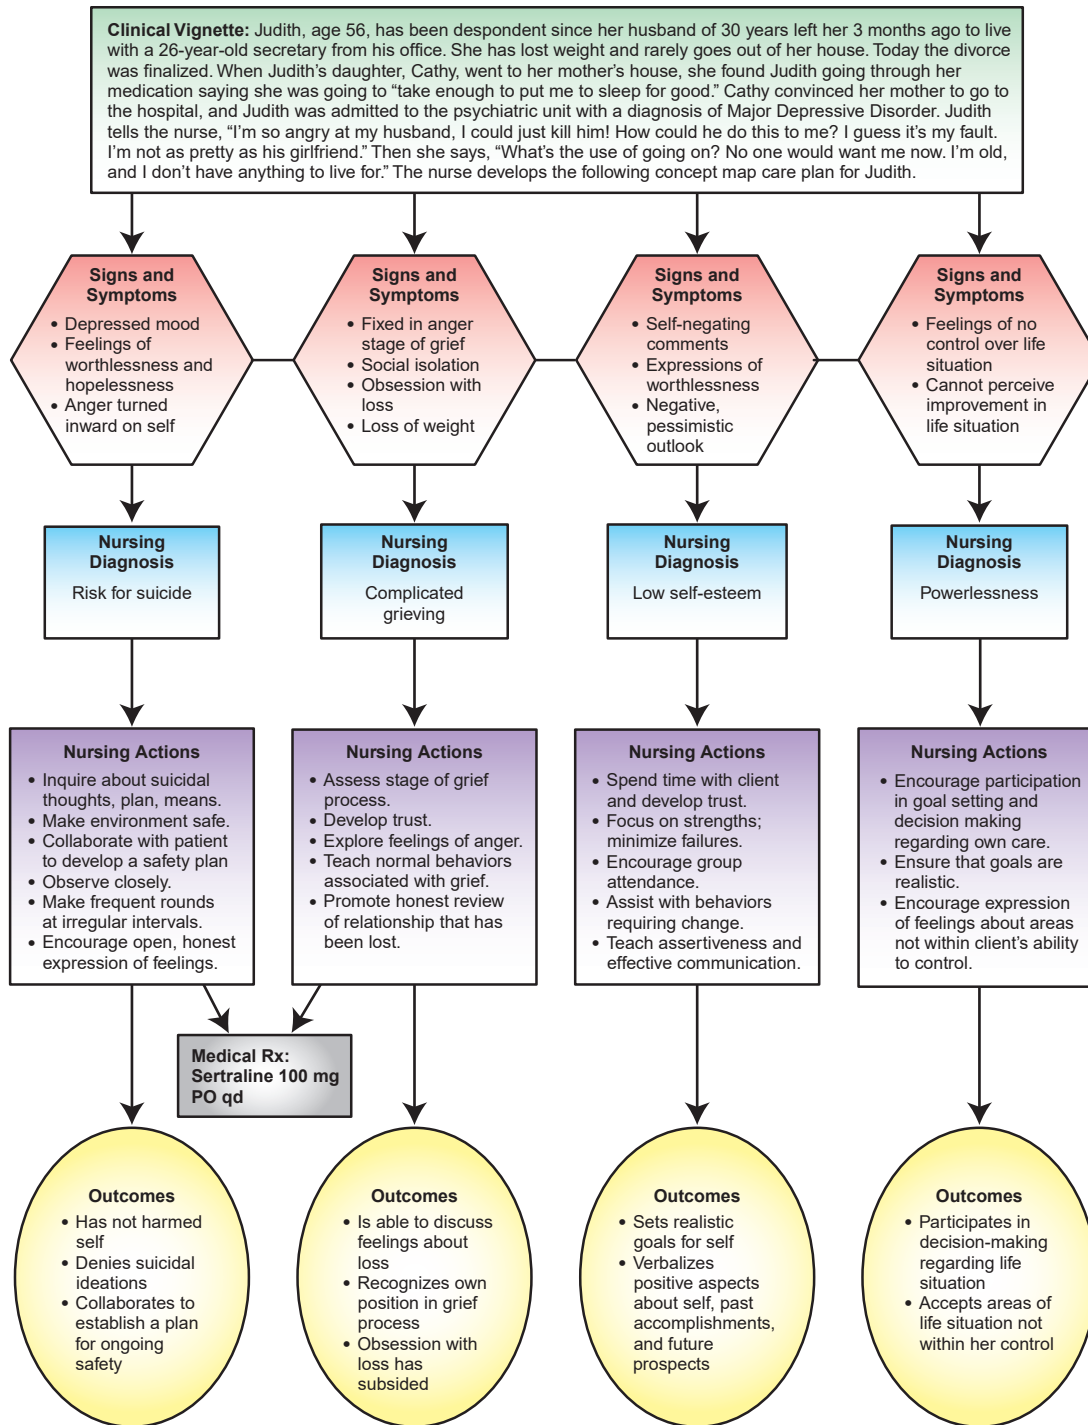 Clinical Vignette: Judith, age 56, has been despondent since her husband of 30 years left her 3 months ago to live
with a 26-year-old secretary from his office. She has lost weight and rarely goes out of her house. Today the divorce
was finalized. When Judith's daughter, Cathy, went to her mother's house, she found Judith going through her
medication saying she was going to “take enough to put me to sleep for good.” Cathy convinced her mother to go to
the hospital, and Judith was admitted to the psychiatric unit with a diagnosis of Major Depressive Disorder. Judith
tells the nurse, “I'm so angry at my husband, I could just kill him! How could he do this to me? I guess it's my fault.
I'm not as pretty as his girlfriend.” Then she says, “What's the use of going on? No one would want me now. I'm old,
and I don't have anything to live for.” The nurse develops the following concept map care plan for Judith.
Signs and
Symptoms
• Depressed mood
• Feelings of
worthlessness and
hopelessness
• Anger turned
inward on self
Signs and
Symptoms
• Fixed in anger
stage of grief
• Social isolation
• Obsession with
loss
• Loss of weight
Signs and
Symptoms
• Self-negating
comments
• Expressions of
worthlessness
• Negative,
pessimistic
outlook
Signs and
Symptoms
• Feelings of no
control over life
situation
• Cannot perceive
improvement in
life situation
Nursing
Diagnosis
Risk for suicide
Nursing
Diagnosis
Complicated
grieving
Nursing
Diagnosis
Low self-esteem
Nursing
Diagnosis
Powerlessness
Nursing Actions
• Inquire about suicidal
thoughts, plan, means.
• Make environment safe.
• Collaborate with patient
to develop a safety plan
• Observe closely.
• Make frequent rounds
at irregular intervals.
• Encourage open, honest
expression of feelings.
Nursing Actions
• Assess stage of grief
process.
• Develop trust.
• Explore feelings of anger.
• Teach normal behaviors
associated with grief.
• Promote honest review
of relationship that has
been lost.
Nursing Actions
• Spend time with client
and develop trust.
• Focus on strengths;
minimize failures.
• Encourage group
attendance.
• Assist with behaviors
requiring change.
• Teach assertiveness and
effective communication.
Nursing Actions
• Encourage participation
in goal setting and
decision making
regarding own care.
• Ensure that goals are
realistic.
• Encourage expression
of feelings about areas
not within client's ability
to control.
Medical Rx:
Sertraline 100 mg
PO qd
Outcomes
• Has not harmed
self
• Denies suicidal
ideations
• Collaborates to
establish a plan
for ongoing
safety
Outcomes
• Is able to discuss
feelings about
loss
• Recognizes own
position in grief
process
• Obsession with
loss has
subsided
Outcomes
• Sets realistic
goals for self
• Verbalizes
positive aspects
about self, past
accomplishments,
and future
prospects
Outcomes
• Participates in
decision-making
regarding life
situation
• Accepts areas of
life situation not
within her control